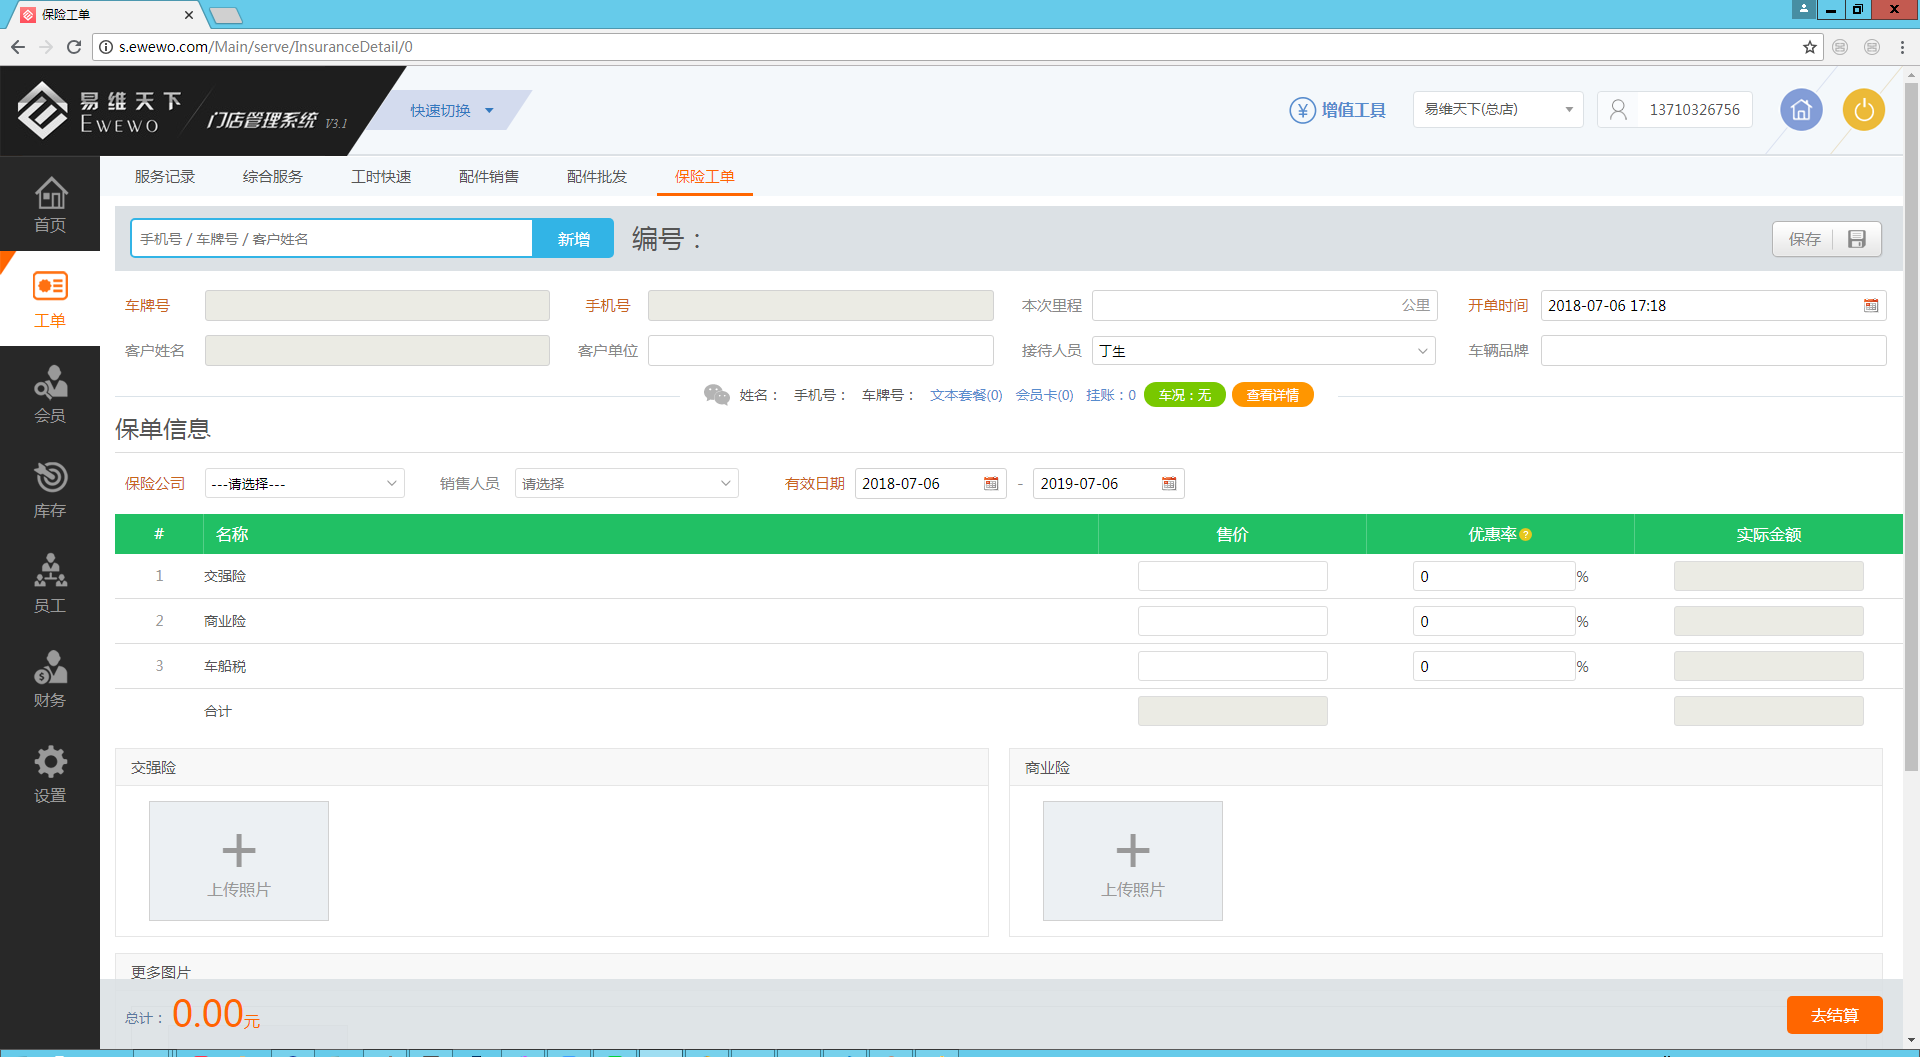 保险工单
s.ewewo.com/Main/serve/InsuranceDetail/0
易维天下
EWEWO
门店管理系统 V3.1
快速切换
¥ 增值工具
易维天下(总店)
13710326756
首页
工单
会员
库存
员工
财务
设置
服务记录 综合服务 工时快速 配件销售 配件批发 保险工单
手机号 / 车牌号 / 客户姓名 新增 编号： 保存
车牌号 手机号 本次里程 公里 开单时间 2018-07-06 17:18
客户姓名 客户单位 接待人员 丁生 车辆品牌
姓名： 手机号： 车牌号： 文本套餐(0) 会员卡(0) 挂账：0 车况：无 查看详情
保单信息
保险公司 ---请选择--- 销售人员 请选择 有效日期 2018-07-06 - 2019-07-06
# 名称 售价 优惠率? 实际金额
1 交强险 0 %
2 商业险 0 %
3 车船税 0 %
合计
交强险 商业险
上传照片 上传照片
更多图片
总计： 0.00元 去结算